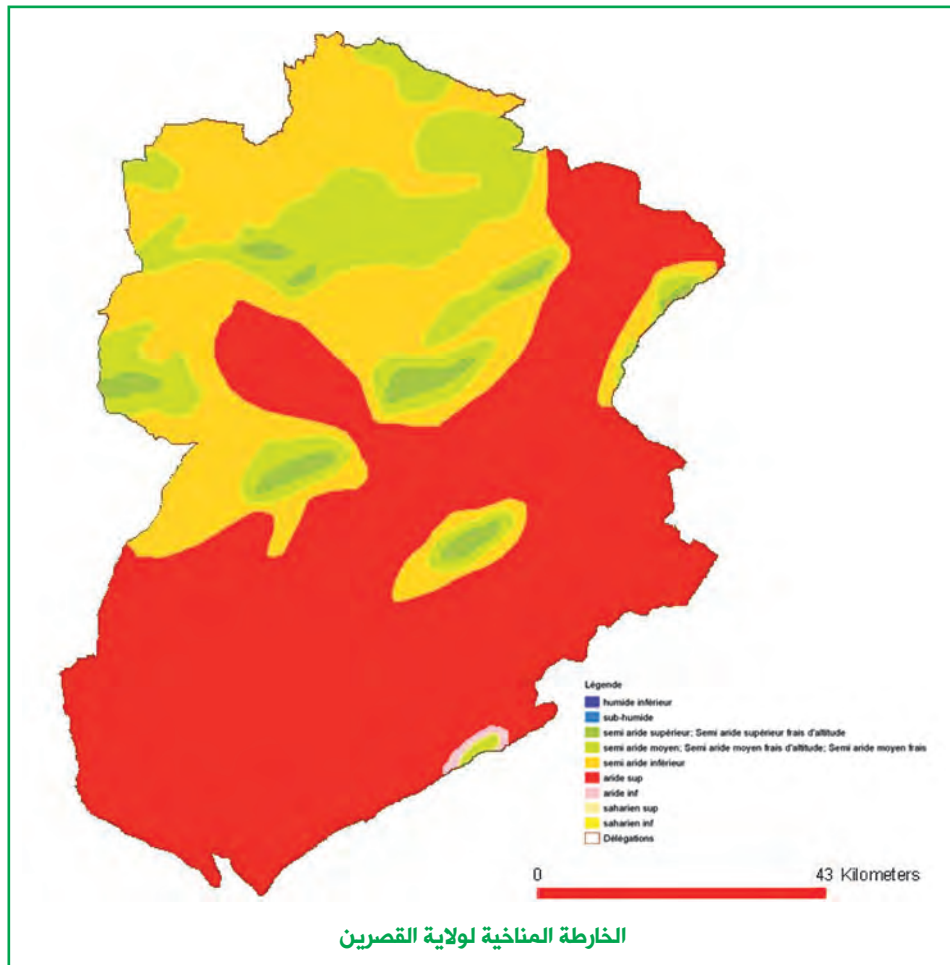 Légende
humide inférieur
sub-humide
semi aride supérieur; Semi aride supérieur frais d'altitude
semi aride moyen; Semi aride moyen frais d'altitude; Semi aride moyen frais
semi aride inférieur
aride sup
aride inf
saharien sup
saharien inf
Délégations
0 43 Kilometers
الخارطة المناخية لولاية القصرين